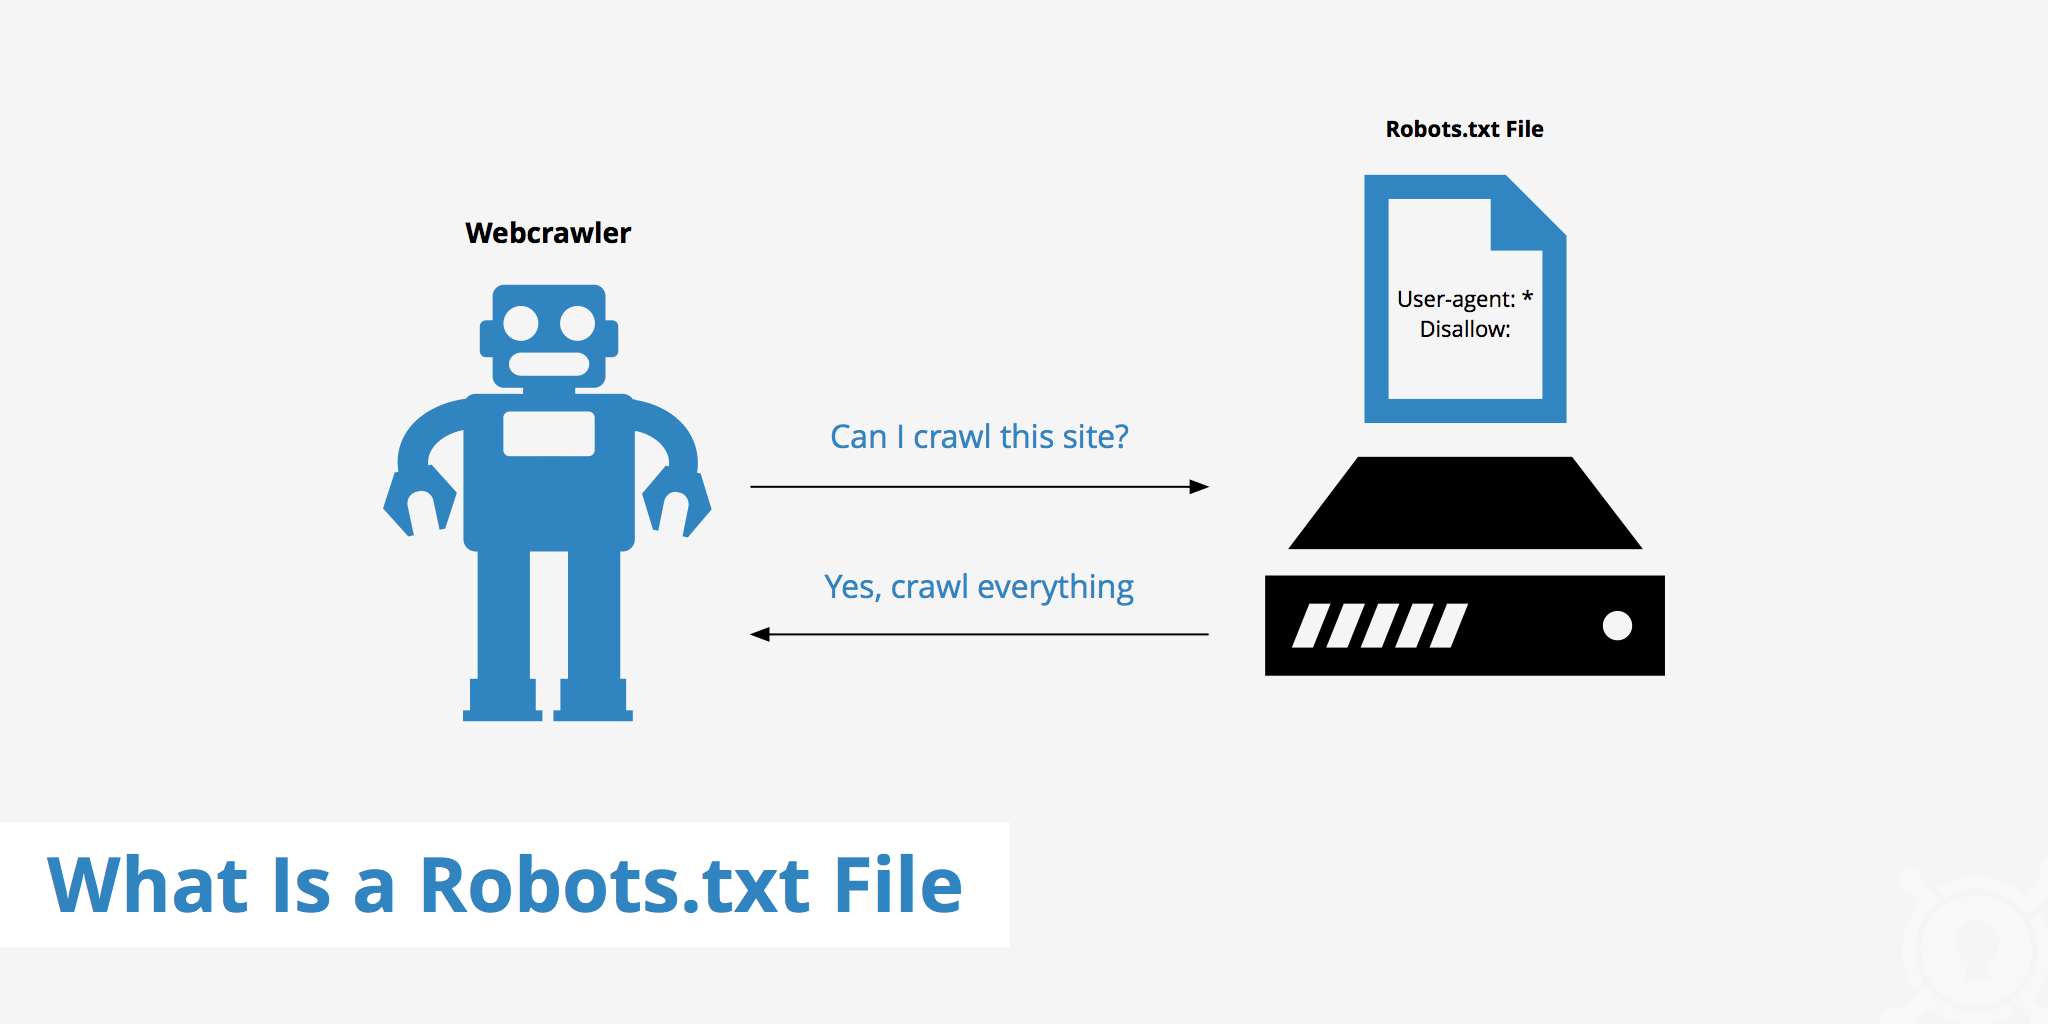 Robots.txt File
Webcrawler
User-agent: *
Disallow:
Can I crawl this site?
Yes, crawl everything
What Is a Robots.txt File